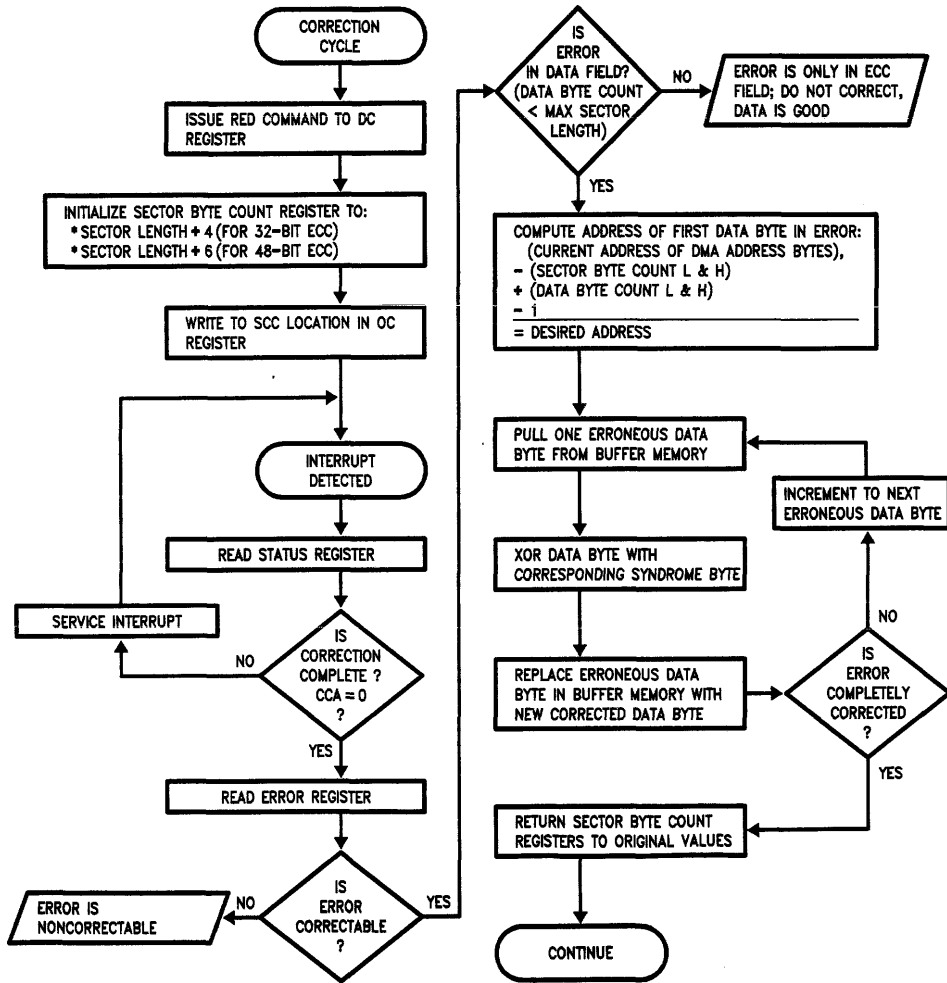 CORRECTION
CYCLE
ISSUE RED COMMAND TO DC
REGISTER
INITIALIZE SECTOR BYTE COUNT REGISTER TO:
*SECTOR LENGTH + 4 (FOR 32-BIT ECC)
*SECTOR LENGTH + 6 (FOR 48-BIT ECC)
WRITE TO SCC LOCATION IN OC
REGISTER
INTERRUPT
DETECTED
READ STATUS REGISTER
SERVICE INTERRUPT
NO
IS
CORRECTION
COMPLETE ?
CCA = 0
?
YES
READ ERROR REGISTER
IS
ERROR
CORRECTABLE
?
NO
ERROR IS
NONCORRECTABLE
YES
IS
ERROR
IN DATA FIELD?
(DATA BYTE COUNT
< MAX SECTOR
LENGTH)
NO
ERROR IS ONLY IN ECC
FIELD; DO NOT CORRECT,
DATA IS GOOD
YES
COMPUTE ADDRESS OF FIRST DATA BYTE IN ERROR:
(CURRENT ADDRESS OF DMA ADDRESS BYTES),
- (SECTOR BYTE COUNT L & H)
+ (DATA BYTE COUNT L & H)
- i
= DESIRED ADDRESS
PULL ONE ERRONEOUS DATA
BYTE FROM BUFFER MEMORY
INCREMENT TO NEXT
ERRONEOUS DATA BYTE
XOR DATA BYTE WITH
CORRESPONDING SYNDROME BYTE
NO
REPLACE ERRONEOUS DATA
BYTE IN BUFFER MEMORY WITH
NEW CORRECTED DATA BYTE
IS
ERROR
COMPLETELY
CORRECTED
?
YES
RETURN SECTOR BYTE COUNT
REGISTERS TO ORIGINAL VALUES
CONTINUE